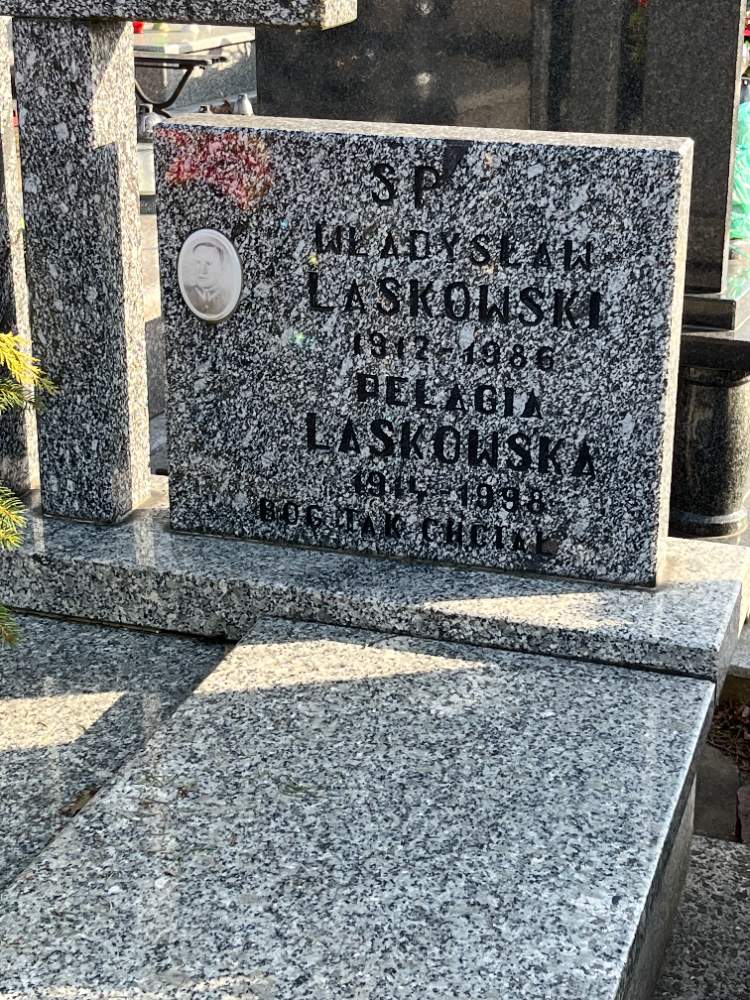 ŚP
WŁADYSŁAW
LASKOWSKI
1912-1986
PELAGIA
LASKOWSKA
1914-1998
BÓG TAK CHCIAŁ